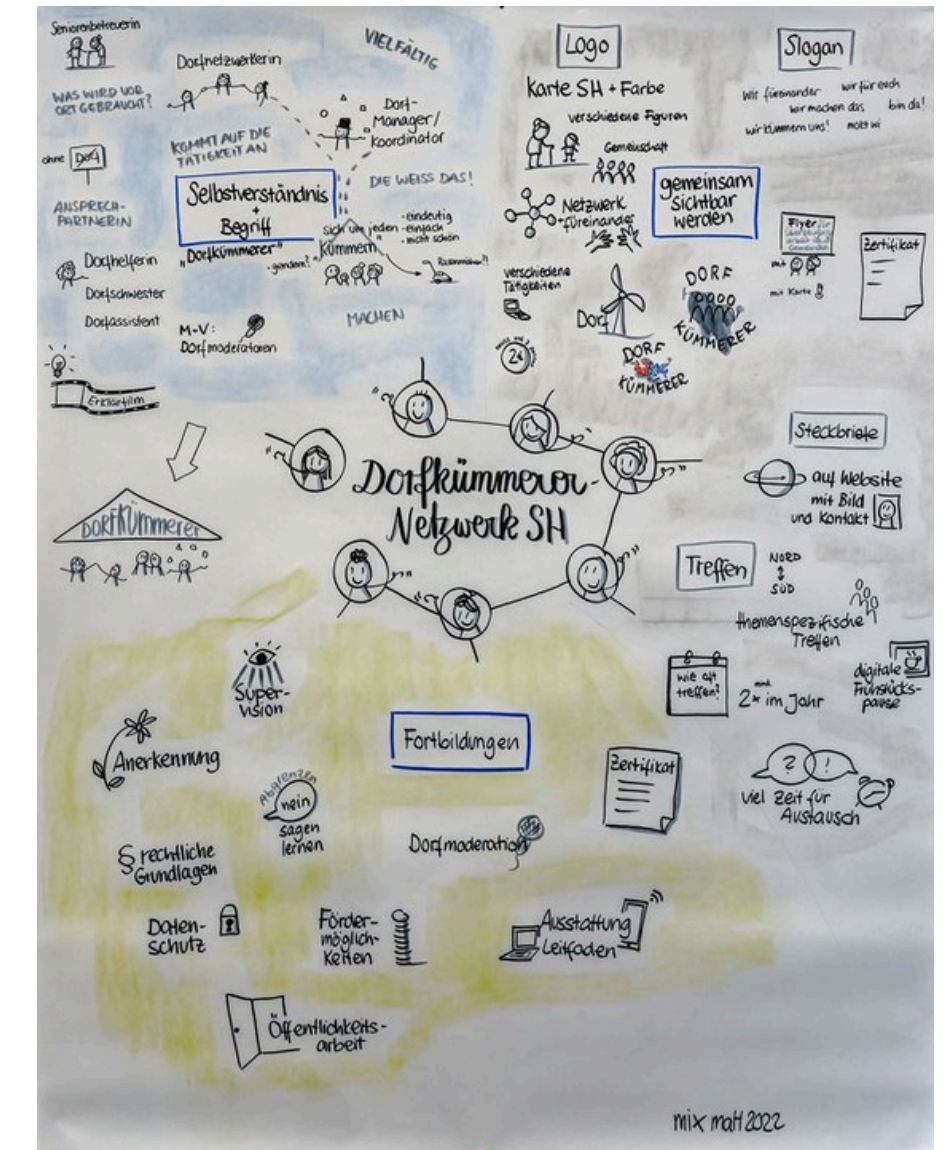 Seniorenbetreuerin
WAS WIRD VOR
ORT GEBRAUCHT?
ohne Dorf
ANSPRECH-
PARTNERIN
Dorfhelferin
Dorfschwester
Dorfassistent
Erklärfilm
Dorfnetzwerkerin
KOMMT AUF DIE
TÄTIGKEIT AN
VIELFÄLTIG
Dorf-
Manager/
Koordinator
DIE WEISS DAS!
Selbstverständnis
+
Begriff
"Dorfkümmerer"
- gendern?
sich um jeden
"Kümmern"
- eindeutig
- einfach
- nicht schön
Rasenmäher?!
MACHEN
M-V:
Dorfmoderatoren
DORFKÜMMERER
Logo
Karte SH + Farbe
verschiedene Figuren
Gemeinschaft
Netzwerk
füreinander
verschiedene
Tätigkeiten
2€
Dorf
DORF
KÜMMERER
DORF
KÜMMERER
gemeinsam
sichtbar
werden
Slogan
wir füreinander
wir für euch
wir machen das
bin da!
wir kümmern uns!
mokt wi
Flyer
mit
mit Karte
Zertifikat
Dorfkümmerer-
Netzwerk SH
Steckbriefe
auf Website
mit Bild
und Kontakt
Treffen
NORD
SÜD
themenspezifische
Treffen
wie oft
treffen?
mind.
2x im Jahr
digitale
Frühstücks-
pause
? !
viel Zeit für
Austausch
Fortbildungen
Super-
vision
Anerkennung
Abgrenzen
nein
sagen
lernen
§ rechtliche
Grundlagen
Dorfmoderation
Zertifikat
Daten-
schutz
Förder-
möglich-
keiten
Ausstattung
Leitfaden
Öffentlichkeits-
arbeit
2022